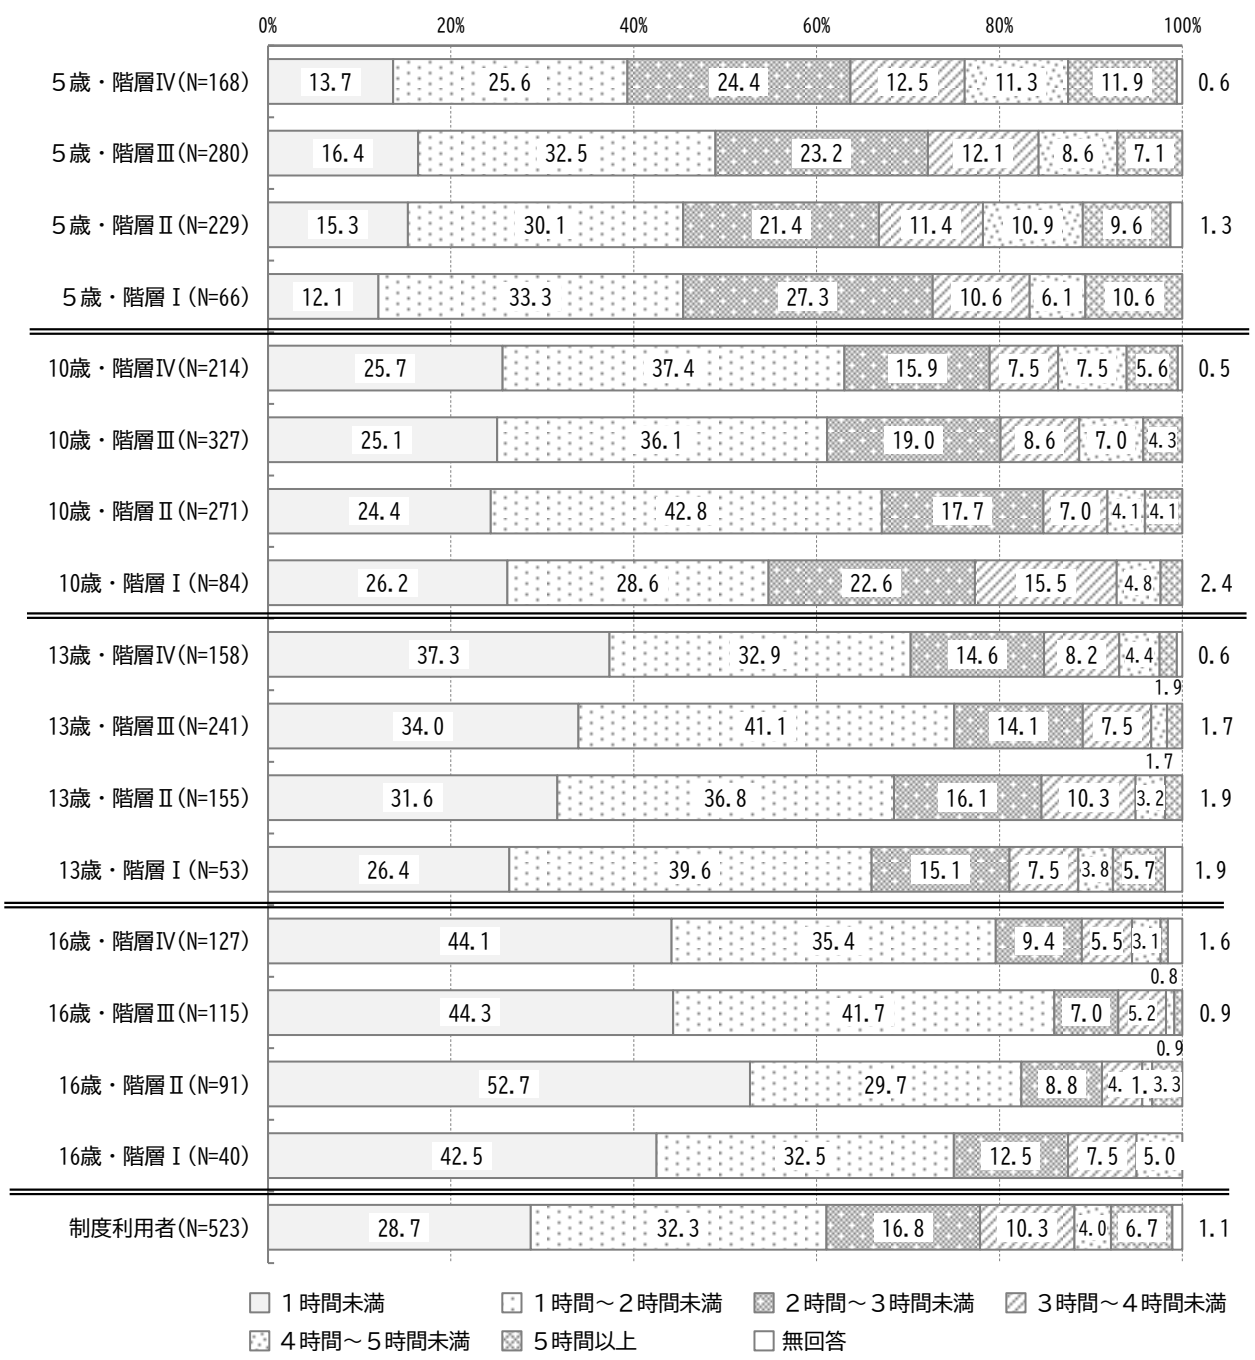 0% 20% 40% 60% 80% 100%
５歳・階層Ⅳ(N=168) 13.7 25.6 24.4 12.5 11.3 11.9 0.6
５歳・階層Ⅲ(N=280) 16.4 32.5 23.2 12.1 8.6 7.1
５歳・階層Ⅱ(N=229) 15.3 30.1 21.4 11.4 10.9 9.6 1.3
５歳・階層Ⅰ(N=66) 12.1 33.3 27.3 10.6 6.1 10.6
10歳・階層Ⅳ(N=214) 25.7 37.4 15.9 7.5 7.5 5.6 0.5
10歳・階層Ⅲ(N=327) 25.1 36.1 19.0 8.6 7.0 4.3
10歳・階層Ⅱ(N=271) 24.4 42.8 17.7 7.0 4.1 4.1
10歳・階層Ⅰ(N=84) 26.2 28.6 22.6 15.5 4.8 2.4
13歳・階層Ⅳ(N=158) 37.3 32.9 14.6 8.2 4.4 0.6
1.9
13歳・階層Ⅲ(N=241) 34.0 41.1 14.1 7.5 1.7
1.7
13歳・階層Ⅱ(N=155) 31.6 36.8 16.1 10.3 3.2 1.9
13歳・階層Ⅰ(N=53) 26.4 39.6 15.1 7.5 3.8 5.7 1.9
16歳・階層Ⅳ(N=127) 44.1 35.4 9.4 5.5 3.1 1.6
0.8
16歳・階層Ⅲ(N=115) 44.3 41.7 7.0 5.2 0.9
0.9
16歳・階層Ⅱ(N=91) 52.7 29.7 8.8 4. 1. 3.3
16歳・階層Ⅰ(N=40) 42.5 32.5 12.5 7.5 5.0
制度利用者(N=523) 28.7 32.3 16.8 10.3 4.0 6.7 1.1
１時間未満 １時間～２時間未満 ２時間～３時間未満 ３時間～４時間未満
４時間～５時間未満 ５時間以上 無回答